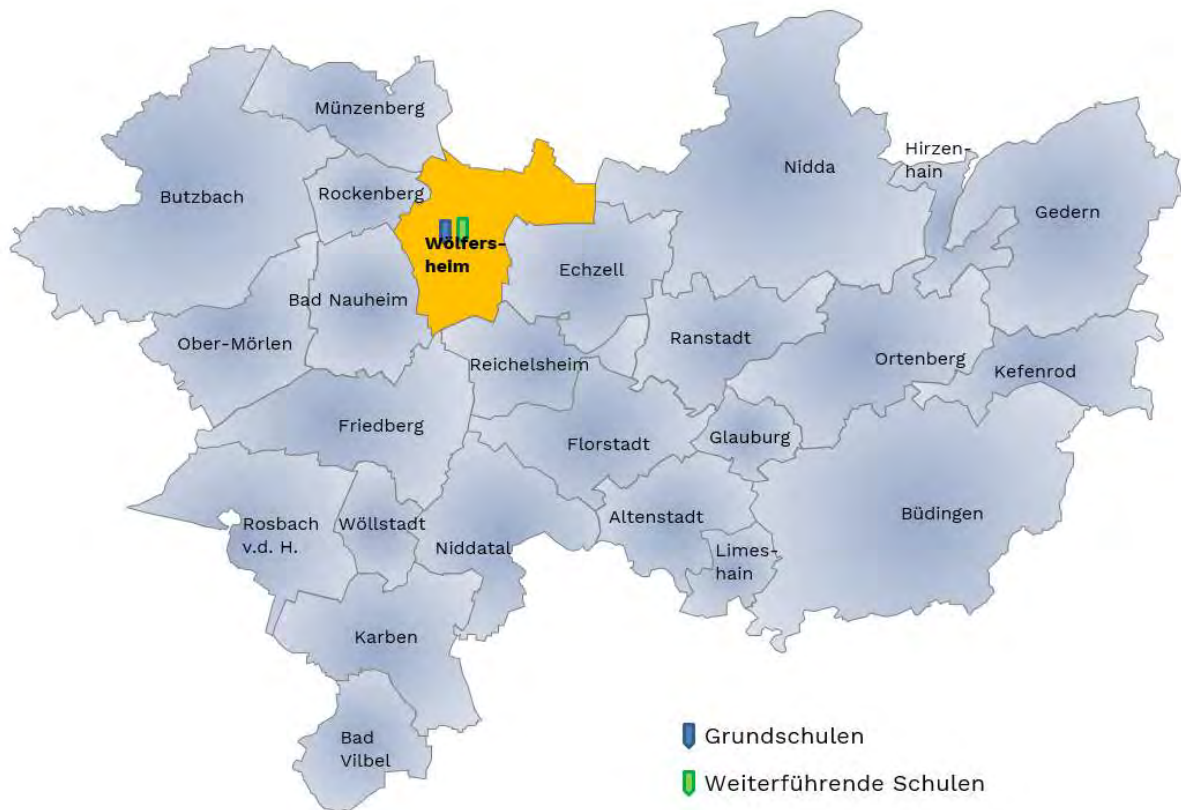 Münzenberg
Hirzen-
hain
Nidda
Butzbach
Rockenberg
Gedern
Wölfers-
heim
Echzell
Bad Nauheim
Ober-Mörlen
Ranstadt
Reichelsheim
Ortenberg
Kefenrod
Friedberg
Florstadt
Glauburg
Rosbach
v.d. H.
Wöllstadt
Niddatal
Altenstadt
Büdingen
Limes-
hain
Karben
Bad
Vilbel
Grundschulen
Weiterführende Schulen